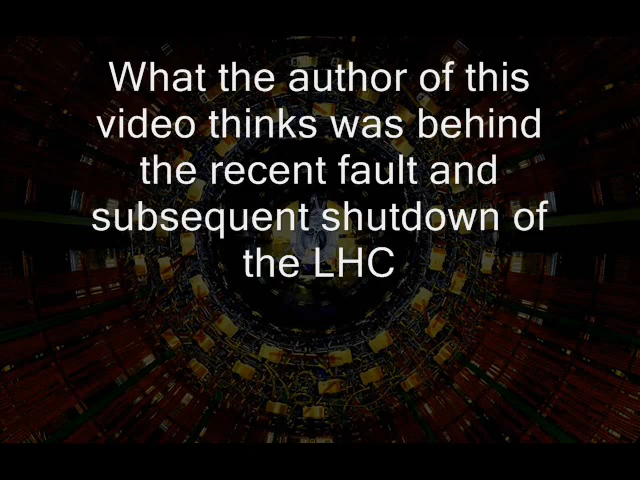 What the author of this
video thinks was behind
the recent fault and
subsequent shutdown of
the LHC